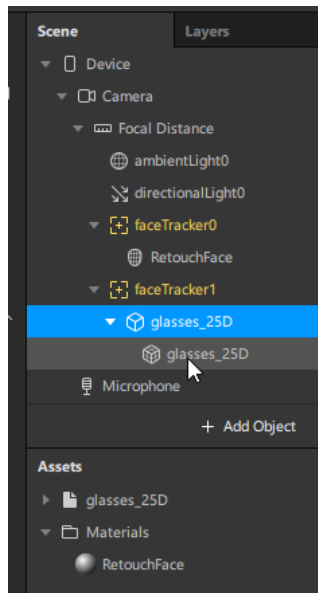 Scene Layers
Device
Camera
Focal Distance
ambientLight0
directionalLight0
faceTracker0
RetouchFace
faceTracker1
glasses_25D
glasses_25D
Microphone
+ Add Object
Assets
glasses_25D
Materials
RetouchFace